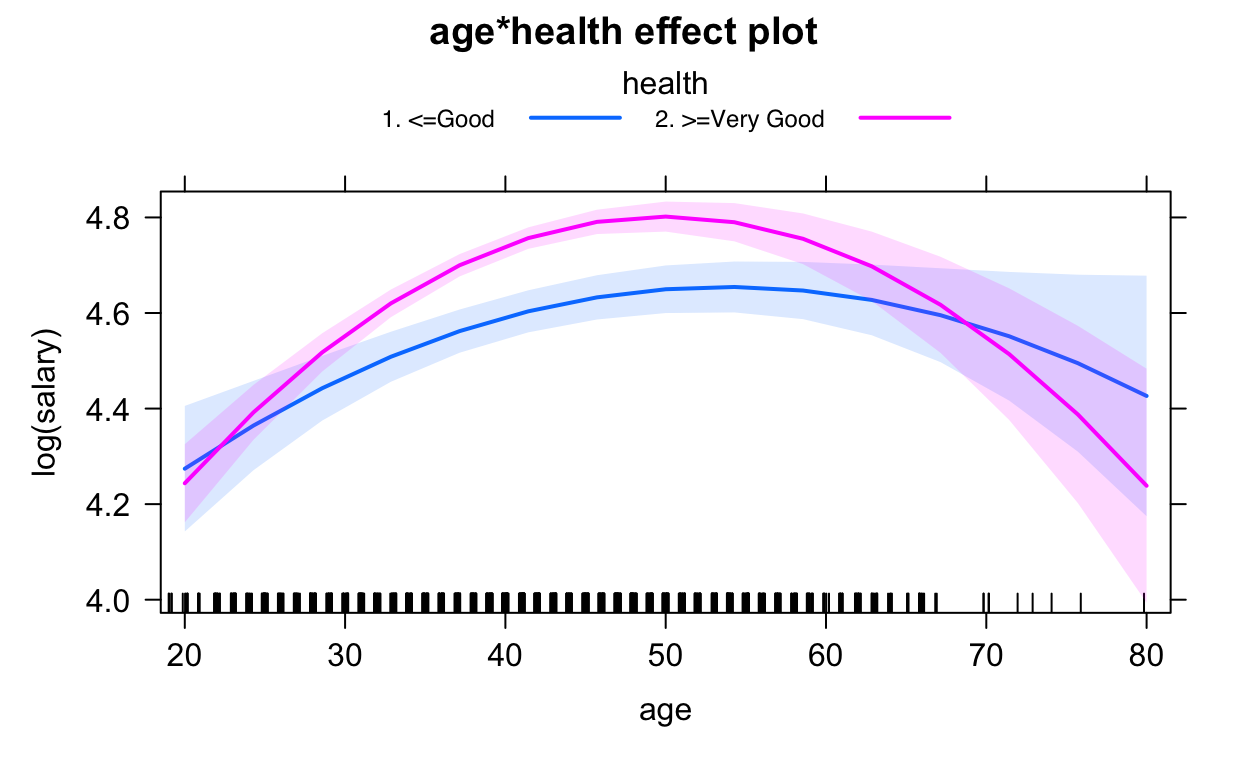 age*health effect plot
health
1. <=Good 2. >=Very Good
4.8
4.6
4.4
4.2
4.0
log(salary)
20 30 40 50 60 70 80
age